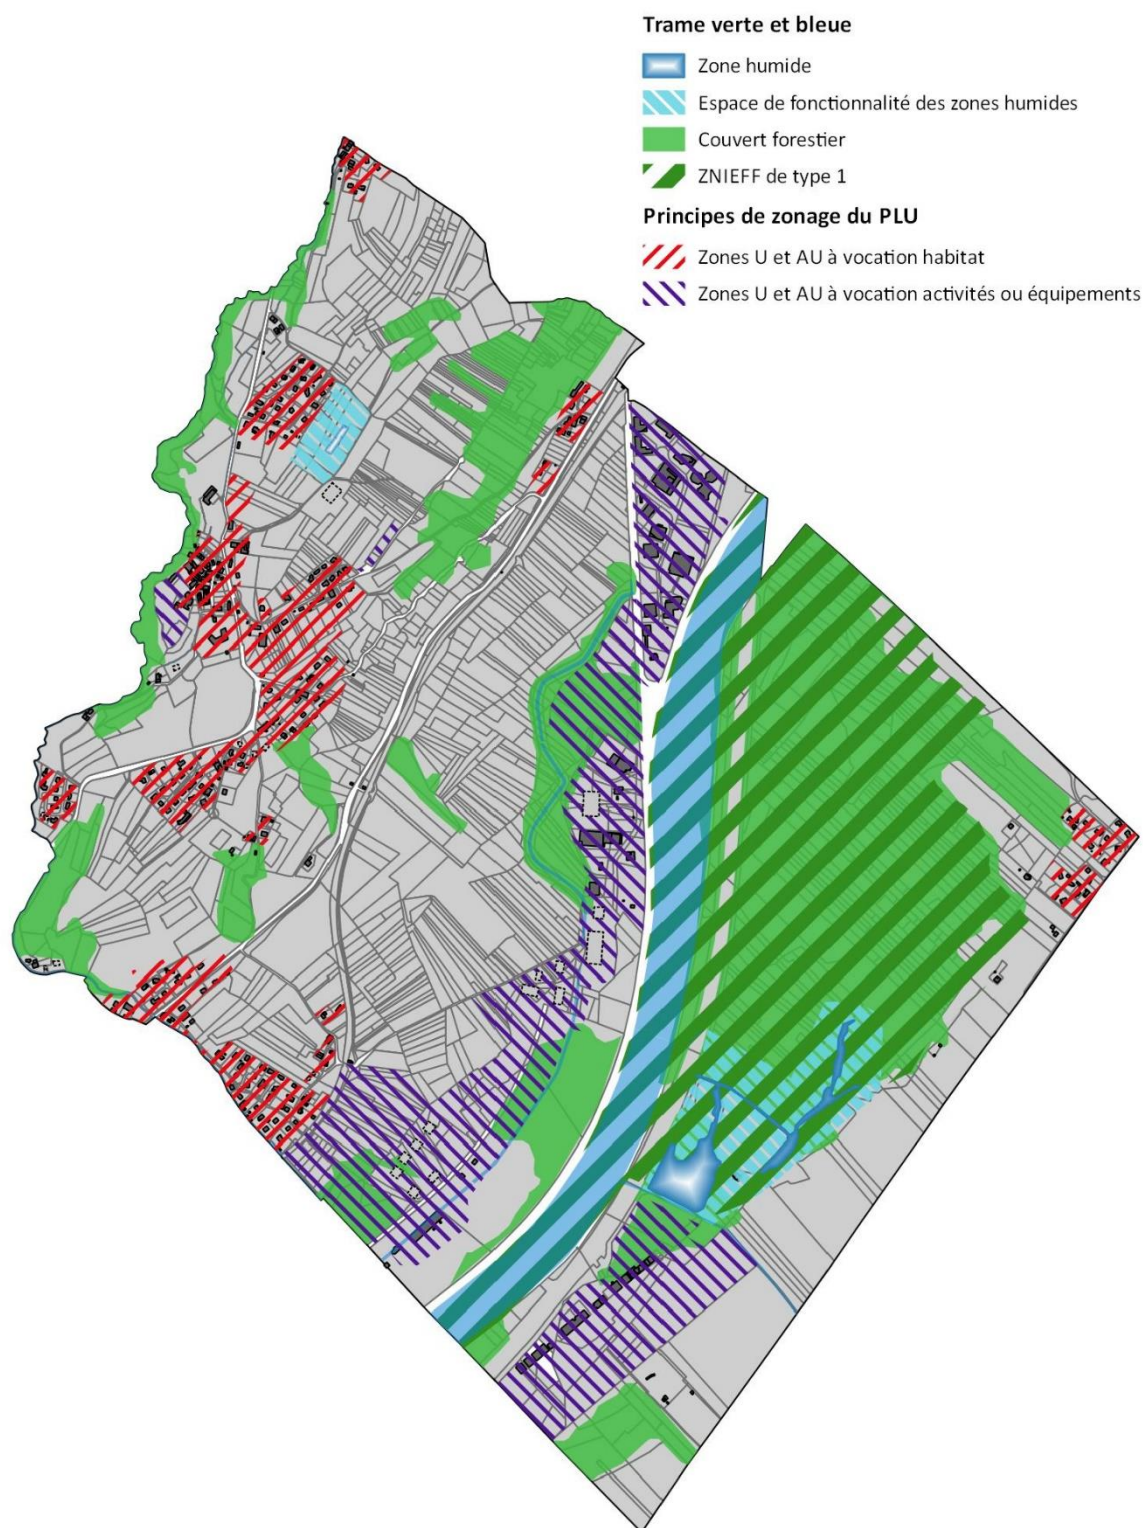 Trame verte et bleue
Zone humide
Espace de fonctionnalité des zones humides
Couvert forestier
ZNIEFF de type 1
Principes de zonage du PLU
Zones U et AU à vocation habitat
Zones U et AU à vocation activités ou équipements